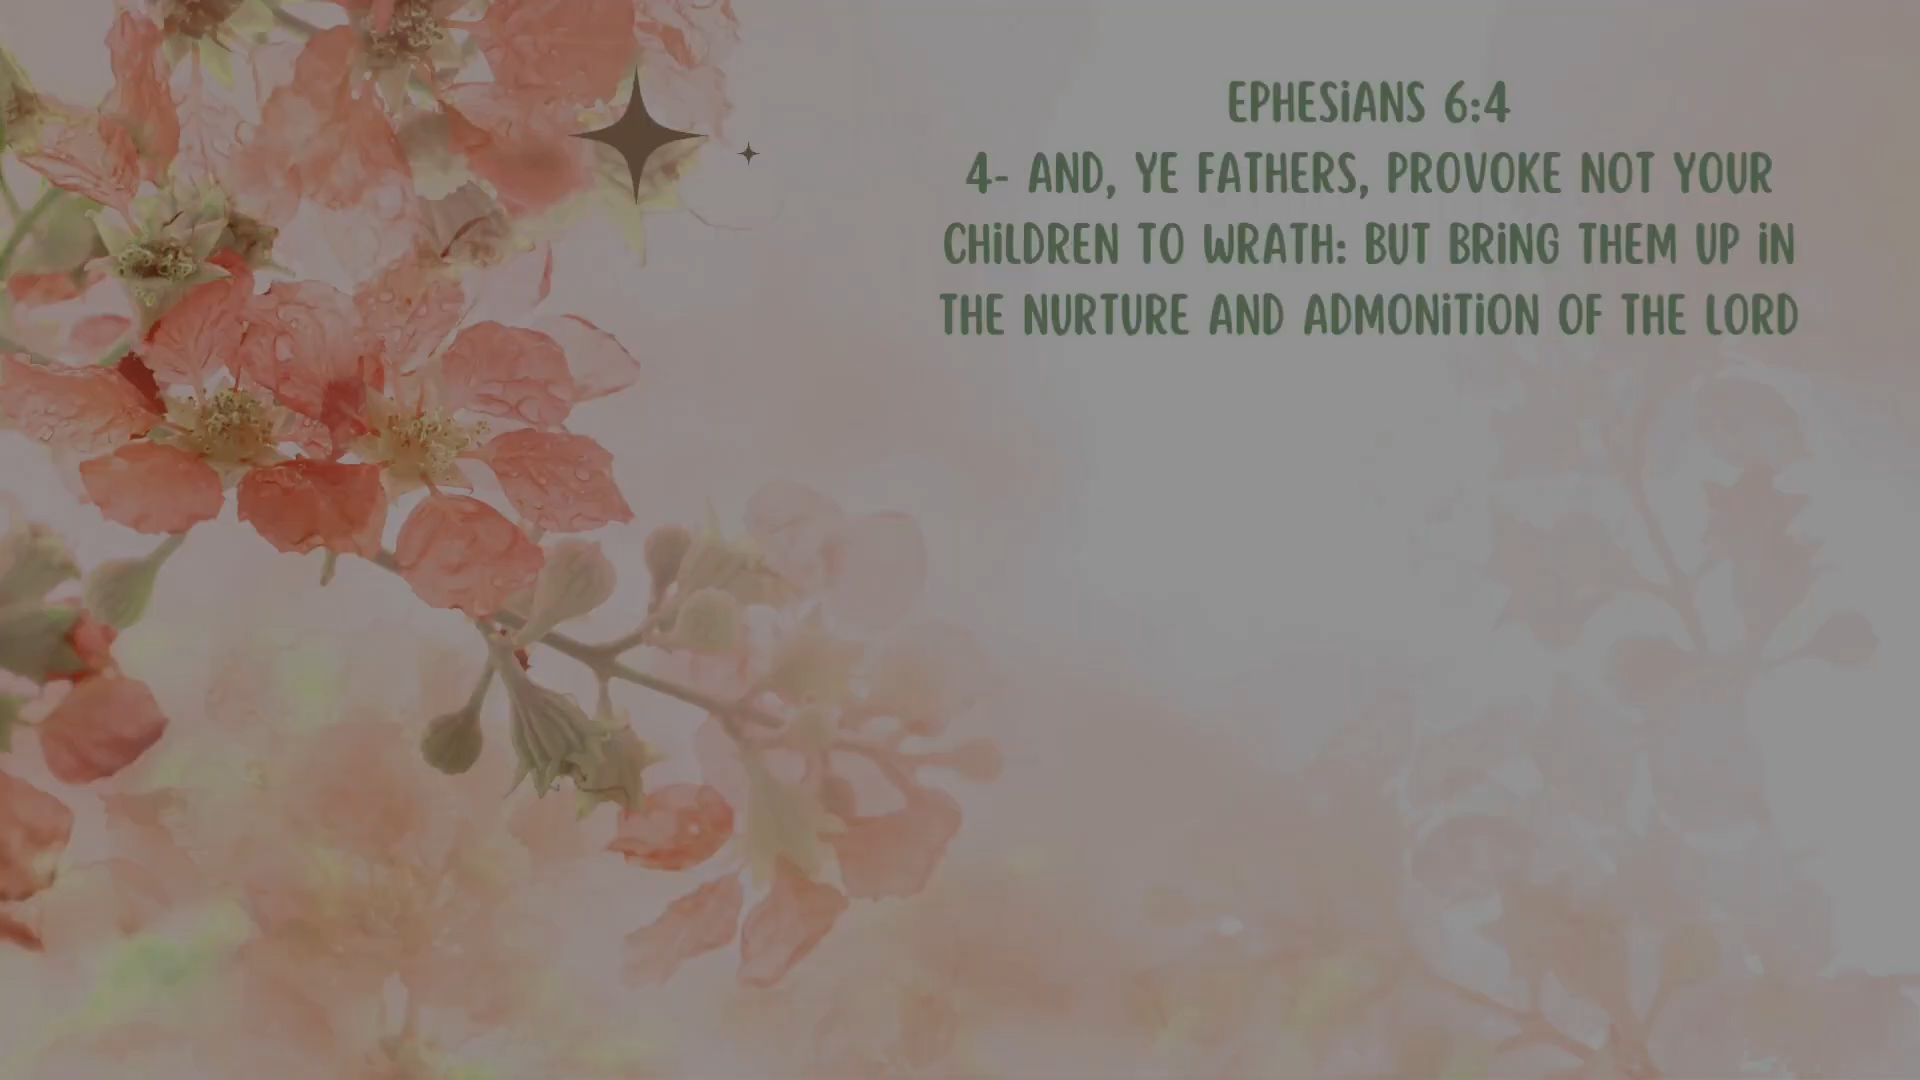 EPHESiANS 6:4
4- AND, YE FATHERS, PROVOKE NOT YOUR
CHiLDREN TO WRATH: BUT BRiNG THEM UP iN
THE NURTURE AND ADMONiTiON OF THE LORD